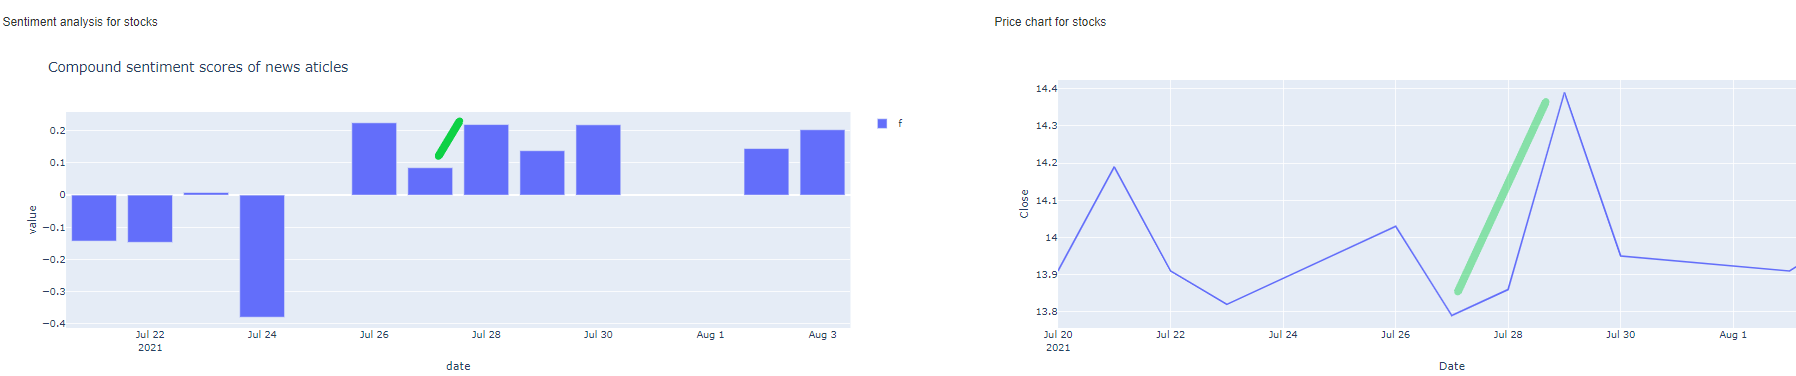 Sentiment analysis for stocks
Compound sentiment scores of news aticles
value
0.2
0.1
0
−0.1
−0.2
−0.3
−0.4
Jul 22
2021
Jul 24
Jul 26
Jul 28
Jul 30
Aug 1
Aug 3
date
f
Price chart for stocks
Close
14.4
14.3
14.2
14.1
14
13.9
13.8
Jul 20
2021
Jul 22
Jul 24
Jul 26
Jul 28
Jul 30
Aug 1
Date